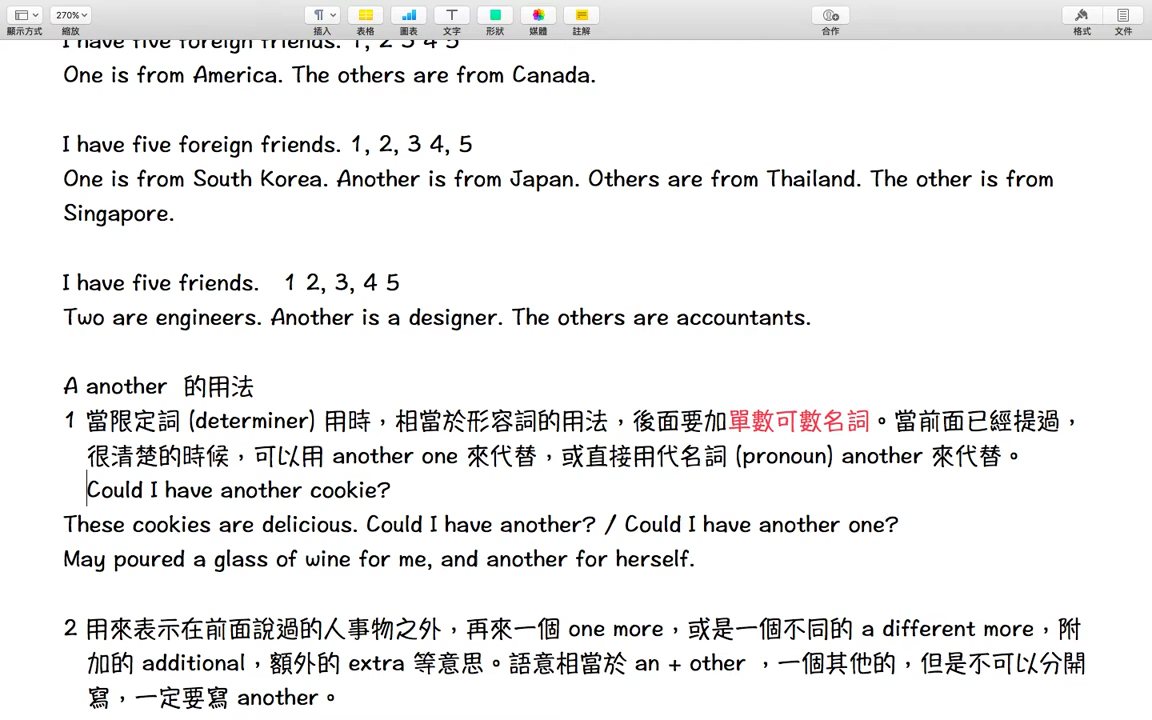 270%
顯示方式
縮放
插入
表格
圖表
文字
形狀
媒體
註解
合作
格式
文件
I have five foreign friends. 1, 2 3 4 5
One is from America. The others are from Canada.
I have five foreign friends. 1, 2, 3 4, 5
One is from South Korea. Another is from Japan. Others are from Thailand. The other is from
Singapore.
I have five friends. 1 2, 3, 4 5
Two are engineers. Another is a designer. The others are accountants.
A another 的用法
1 當限定詞 (determiner) 用時，相當於形容詞的用法，後面要加單數可數名詞。當前面已經提過，
很清楚的時候，可以用 another one 來代替，或直接用代名詞 (pronoun) another 來代替。
Could I have another cookie?
These cookies are delicious. Could I have another? / Could I have another one?
May poured a glass of wine for me, and another for herself.
2 用來表示在前面說過的人事物之外，再來一個 one more，或是一個不同的 a different more，附
加的 additional，額外的 extra 等意思。語意相當於 an + other ，一個其他的，但是不可以分開
寫，一定要寫 another。